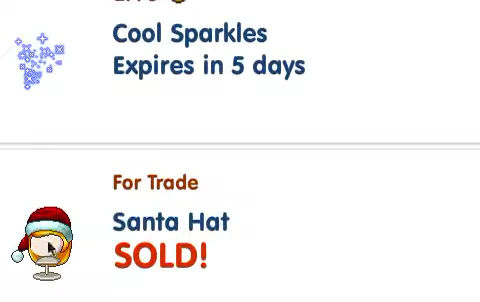 Cool Sparkles
Expires in 5 days
For Trade
Santa Hat
SOLD!